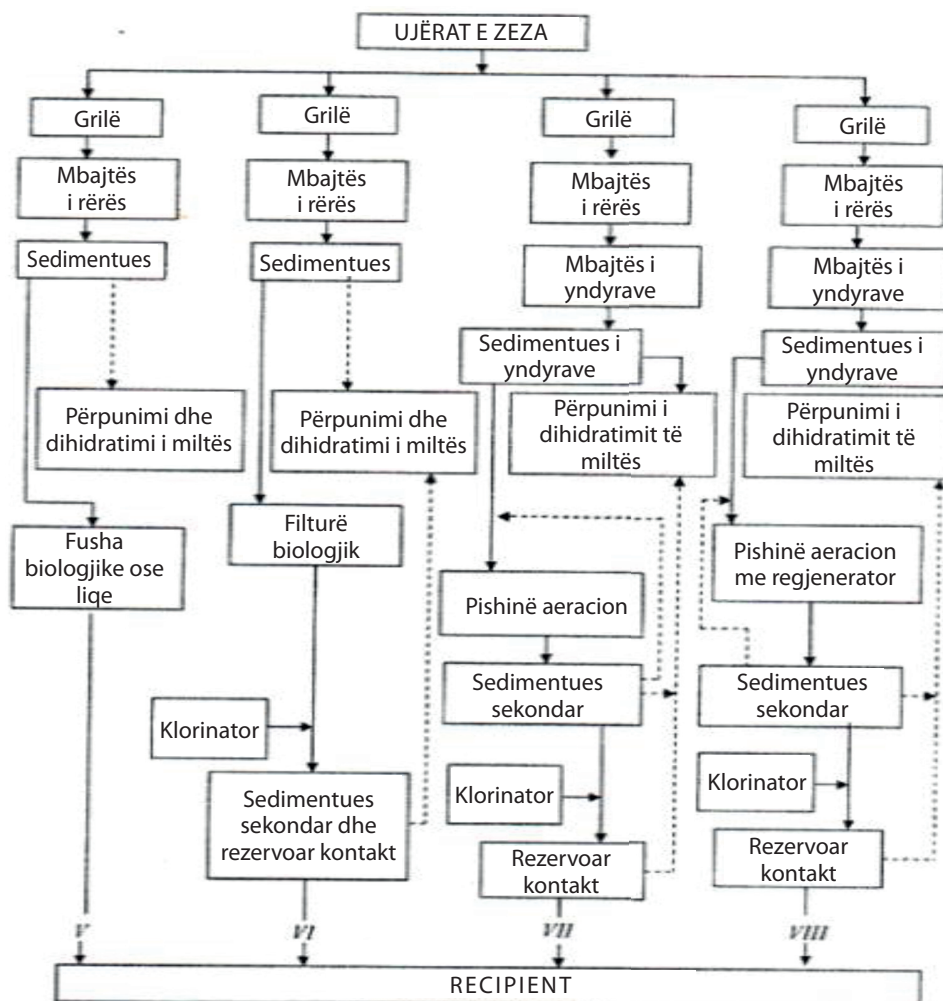 UJËRAT E ZEZA
Grilë
Mbajtës
i rërës
Sedimentues
Përpunimi dhe
dihidratimi i miltës
Fusha
biologjike ose
liqe
V
Grilë
Mbajtës
i rërës
Sedimentues
Përpunimi dhe
dihidratimi i miltës
Filturë
biologjik
Klorinator
Sedimentues
sekondar dhe
rezervoar kontakt
VI
Grilë
Mbajtës
i rërës
Mbajtës i
yndyrave
Sedimentues i
yndyrave
Përpunimi i
dihidratimit të
miltës
Pishinë aeracion
Sedimentues
sekondar
Klorinator
Rezervoar
kontakt
VII
Grilë
Mbajtës
i rërës
Mbajtës i
yndyrave
Sedimentues i
yndyrave
Përpunimi i
dihidratimit të
miltës
Pishinë aeracion
me regjenerator
Sedimentues
sekondar
Klorinator
Rezervoar
kontakt
VIII
RECIPIENT